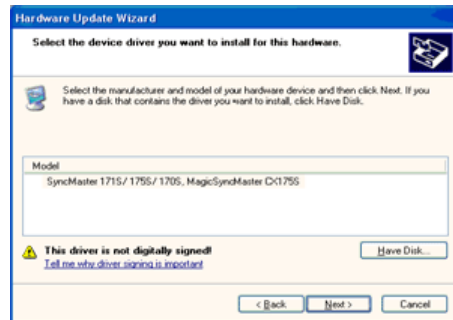 Hardware Update Wizard
Select the device driver you want to install for this hardware.
Select the manufacturer and model of your hardware device and then click Next. If you
have a disk that contains the driver you want to install, click Have Disk.
Model
SyncMaster 171S/ 175S/ 170S, MagicSyncMaster CX175S
This driver is not digitally signed!
Tell me why driver signing is important
Have Disk...
< Back
Next >
Cancel